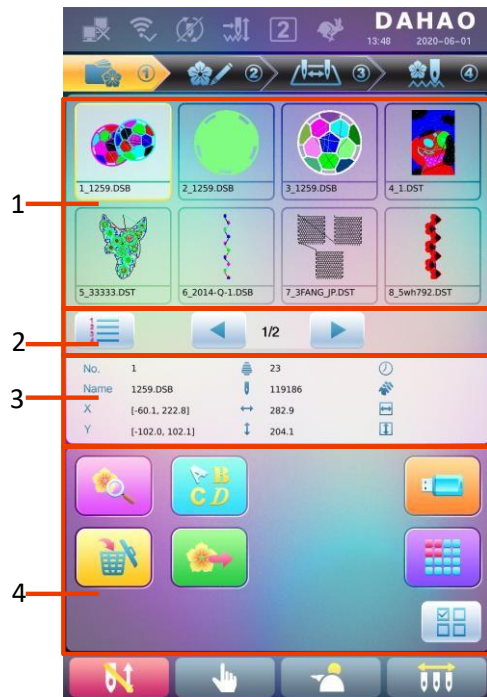 DAHAO
2
13:48 2020-06-01
① ② ③ ④
1_1259.DSB 2_1259.DSB 3_1259.DSB 4_1.DST
1
5_33333.DST 6_2014-Q-1.DSB 7_3FANG_JP.DST 8_5wh792.DST
2
1/2
No. 1 23
3
Name 1259.DSB 119186
X [-60.1, 222.8] 282.9
Y [-102.0, 102.1] 204.1
A B
C D
4